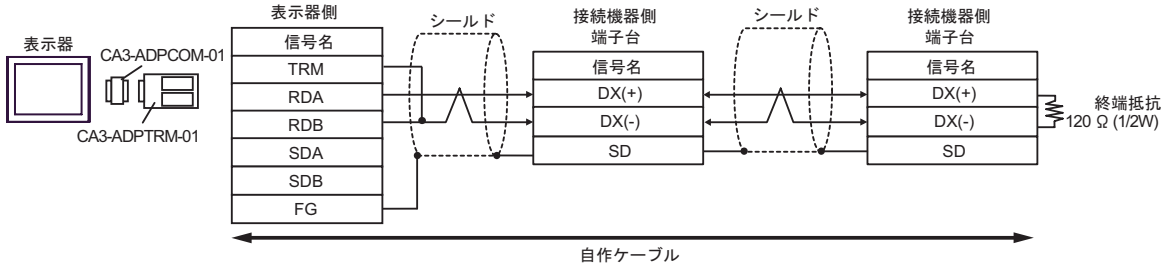 表示器
CA3-ADPCOM-01
CA3-ADPTRM-01
表示器側
信号名
TRM
RDA
RDB
SDA
SDB
FG
シールド
接続機器側
端子台
信号名
DX(+)
DX(-)
SD
シールド
接続機器側
端子台
信号名
DX(+)
DX(-)
SD
終端抵抗
120 Ω (1/2W)
自作ケーブル